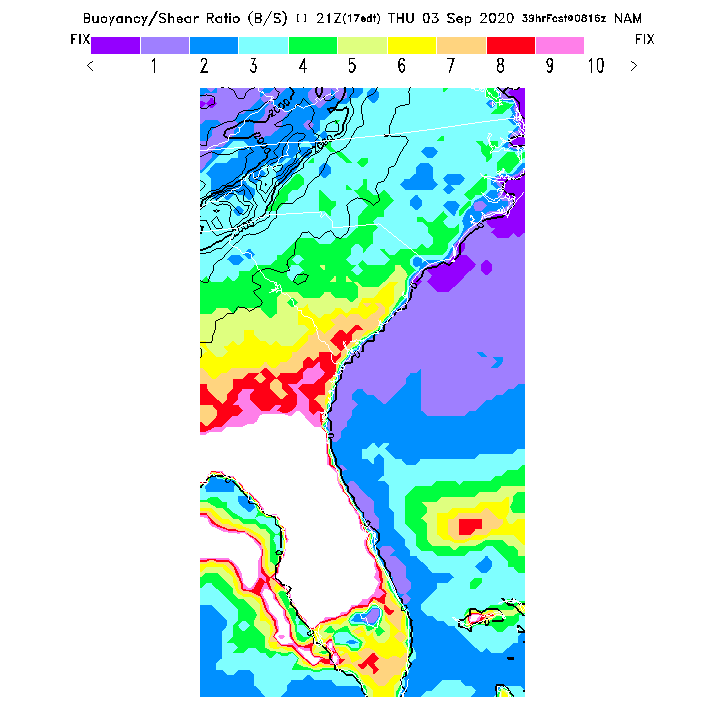 Buoyancy/Shear Ratio (B/S) [] 21Z(17edt) THU 03 Sep 2020 39hrFcst@0816z NAM
FIX FIX
< 1 2 3 4 5 6 7 8 9 10 >
2000